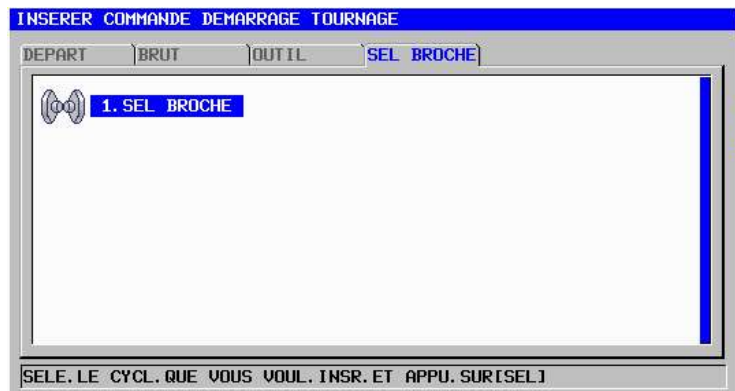 INSERER COMMANDE DEMARRAGE TOURNAGE
DEPART BRUT OUTIL SEL BROCHE
1.SEL BROCHE
SELE.LE CYCL.QUE VOUS VOUL.INSR.ET APPU.SUR[SEL]